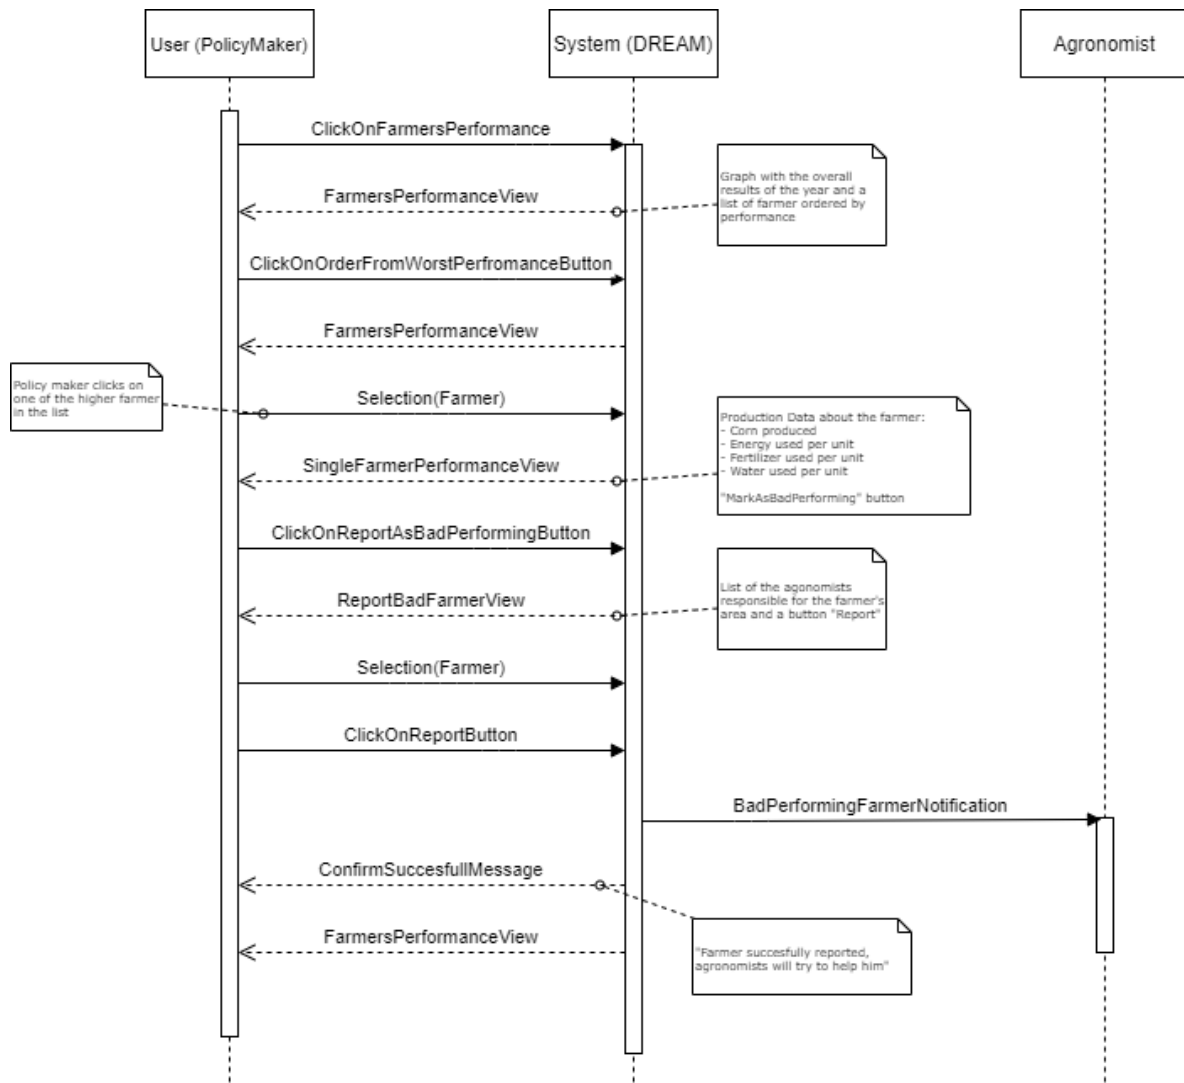 User (PolicyMaker)
System (DREAM)
Agronomist
ClickOnFarmersPerformance
Graph with the overall
results of the year and a
list of farmer ordered by
performance
FarmersPerformanceView
ClickOnOrderFromWorstPerfromanceButton
FarmersPerformanceView
Policy maker clicks on
one of the higher farmer
in the list
Selection(Farmer)
Production Data about the farmer:
- Corn produced
- Energy used per unit
- Fertilizer used per unit
- Water used per unit
"MarkAsBadPerforming" button
SingleFarmerPerformanceView
ClickOnReportAsBadPerformingButton
List of the agonomists
responsible for the farmer's
area and a button "Report"
ReportBadFarmerView
Selection(Farmer)
ClickOnReportButton
BadPerformingFarmerNotification
ConfirmSuccesfullMessage
FarmersPerformanceView
"Farmer succesfully reported,
agronomists will try to help him"